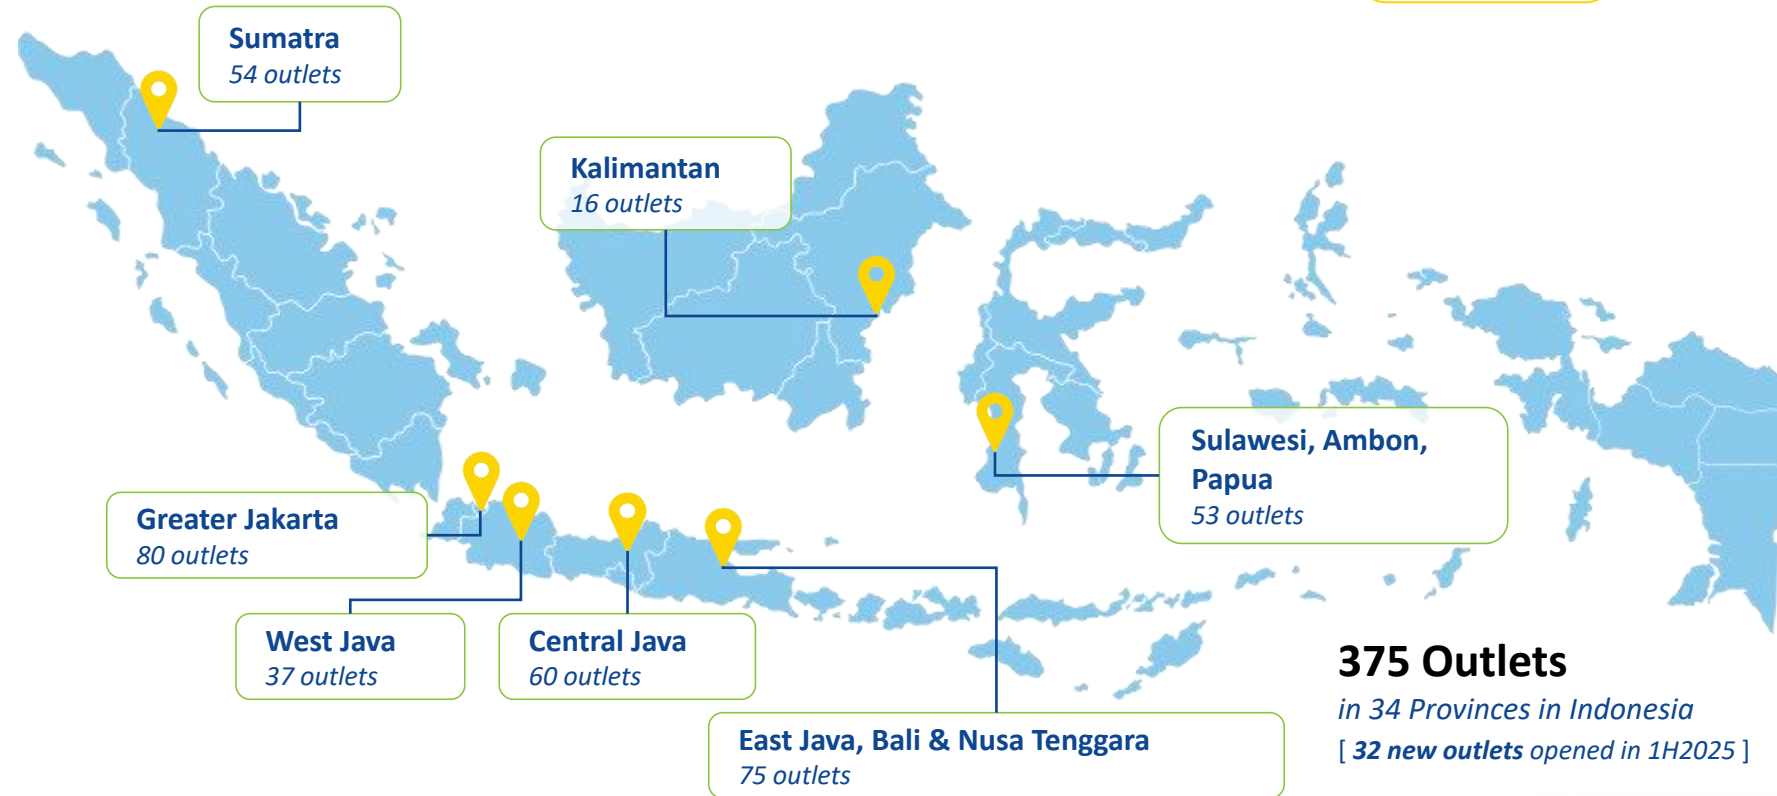 Sumatra
54 outlets
Kalimantan
16 outlets
Sulawesi, Ambon,
Papua
53 outlets
Greater Jakarta
80 outlets
West Java
37 outlets
Central Java
60 outlets
East Java, Bali & Nusa Tenggara
75 outlets
375 Outlets
in 34 Provinces in Indonesia
[ 32 new outlets opened in 1H2025 ]